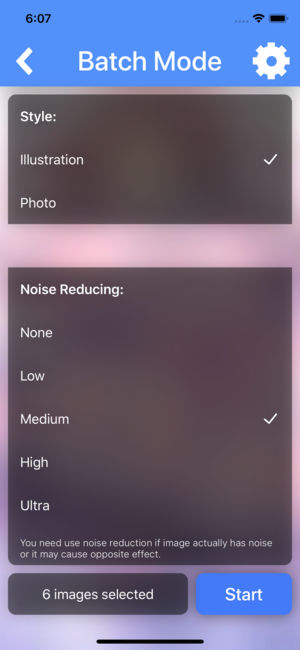 6:07
Batch Mode
Style:
Illustration
Photo
Noise Reducing:
None
Low
Medium
High
Ultra
You need use noise reduction if image actually has noise
or it may cause opposite effect.
6 images selected
Start